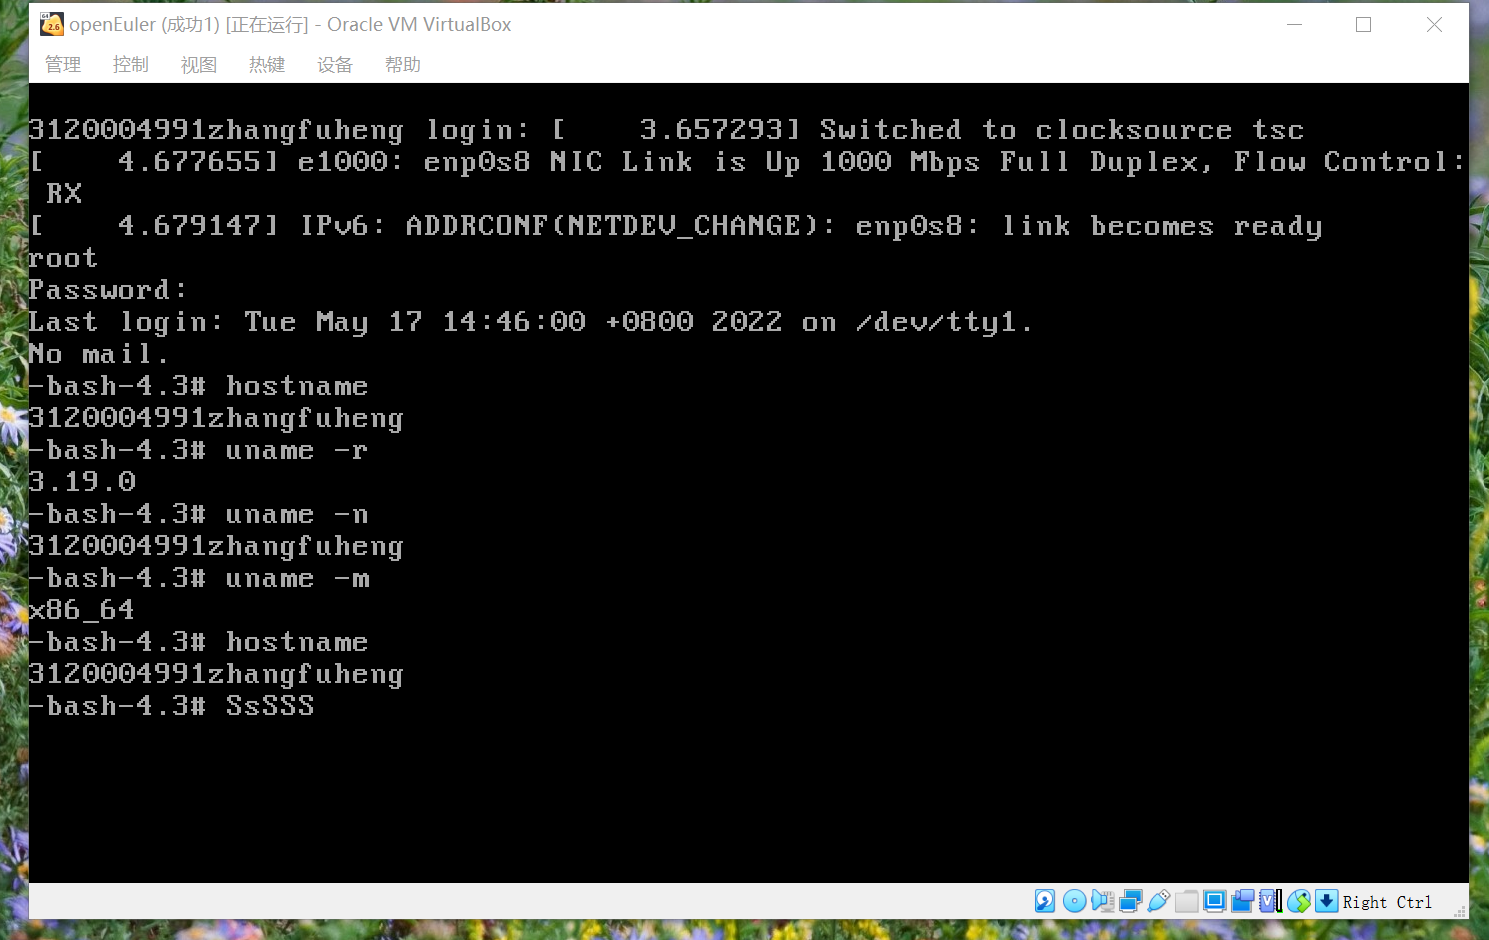 openEuler (成功1) [正在运行] - Oracle VM VirtualBox
管理 控制 视图 热键 设备 帮助
3120004991zhangfuheng login: [    3.657293] Switched to clocksource tsc
[    4.677655] e1000: enp0s8 NIC Link is Up 1000 Mbps Full Duplex, Flow Control:
 RX
[    4.679147] IPv6: ADDRCONF(NETDEV_CHANGE): enp0s8: link becomes ready
root
Password:
Last login: Tue May 17 14:46:00 +0800 2022 on /dev/tty1.
No mail.
-bash-4.3# hostname
3120004991zhangfuheng
-bash-4.3# uname -r
3.19.0
-bash-4.3# uname -n
3120004991zhangfuheng
-bash-4.3# uname -m
x86_64
-bash-4.3# hostname
3120004991zhangfuheng
-bash-4.3# SsSSS
Right Ctrl